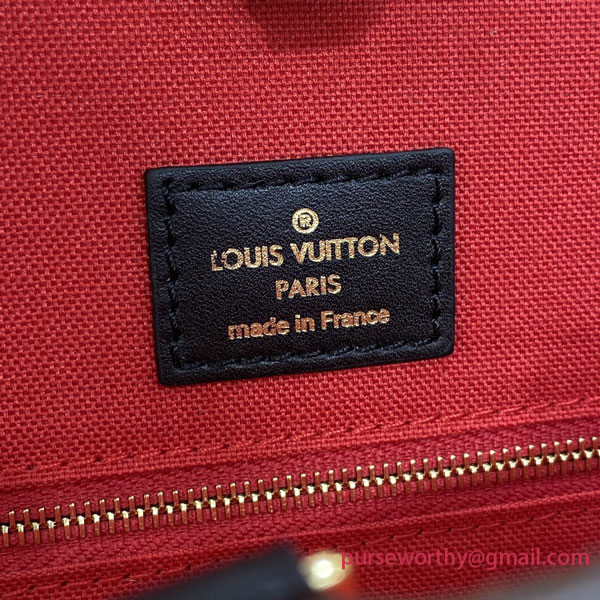 ®
LOUIS VUITTON
PARIS
made in France
purseworthy@gmail.com